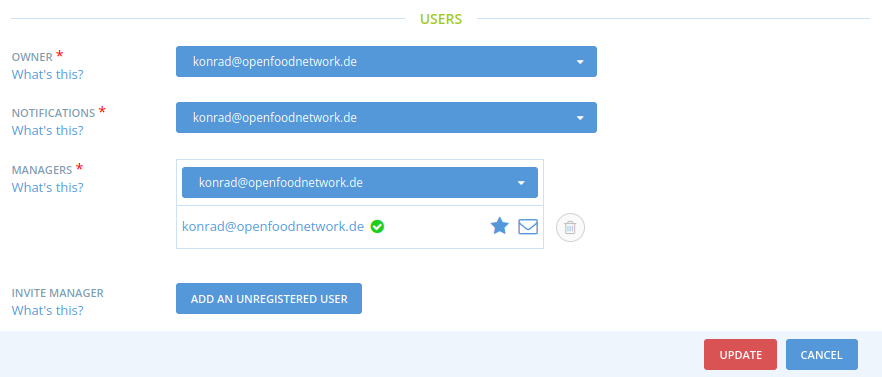 USERS
OWNER *
What's this?
konrad@openfoodnetwork.de
NOTIFICATIONS *
What's this?
konrad@openfoodnetwork.de
MANAGERS *
What's this?
konrad@openfoodnetwork.de
konrad@openfoodnetwork.de
INVITE MANAGER
What's this?
ADD AN UNREGISTERED USER
UPDATE
CANCEL